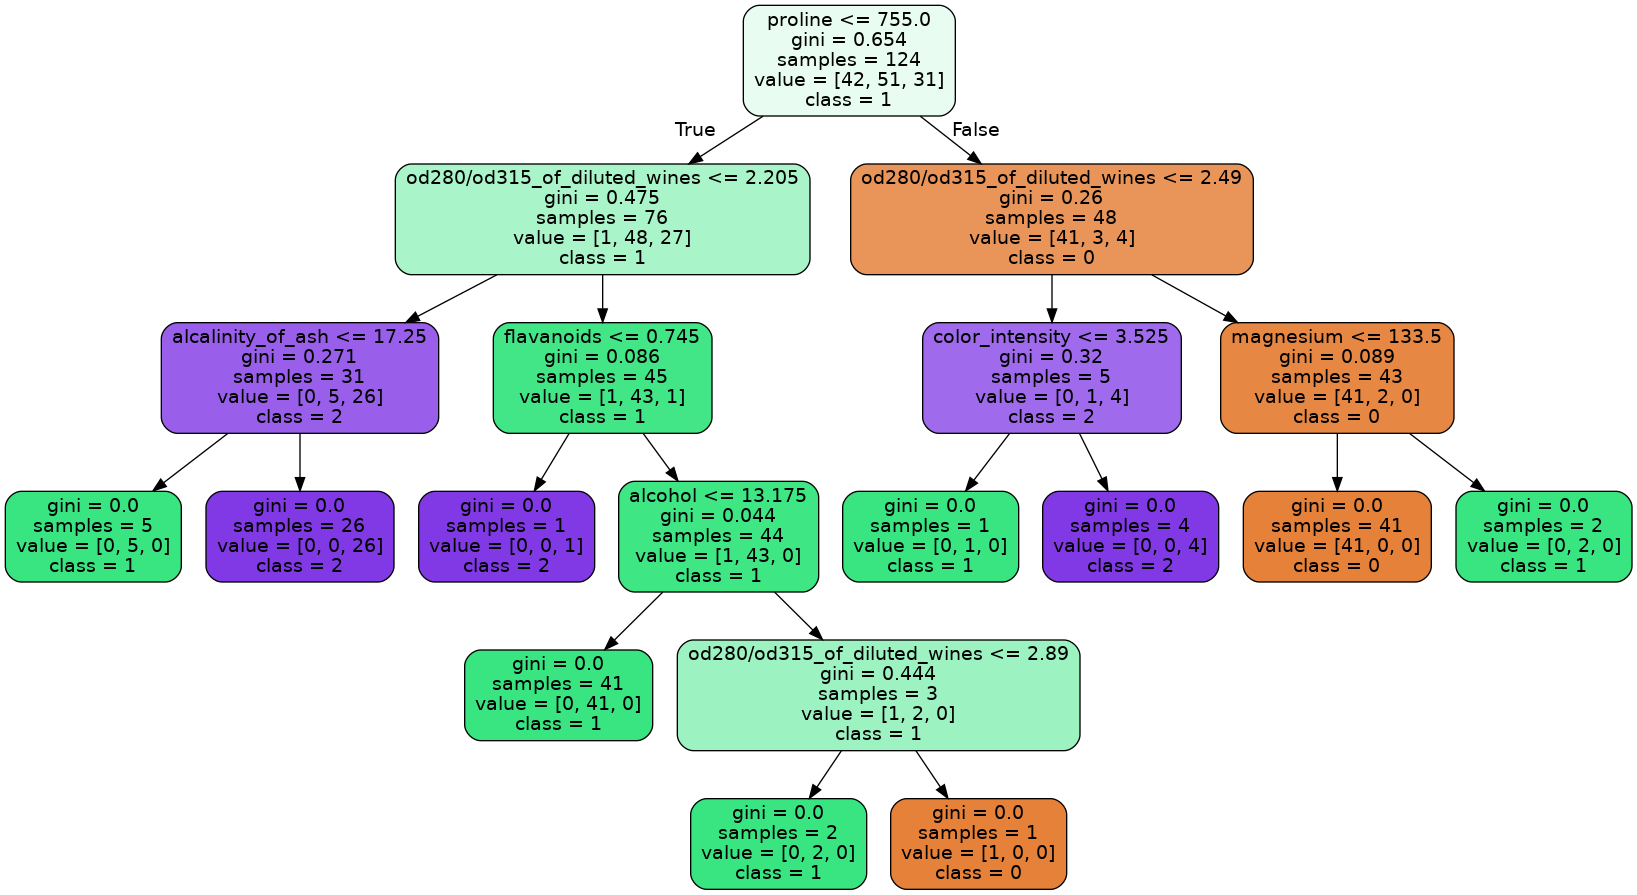 proline <= 755.0
gini = 0.654
samples = 124
value = [42, 51, 31]
class = 1
True
False
od280/od315_of_diluted_wines <= 2.205
gini = 0.475
samples = 76
value = [1, 48, 27]
class = 1
od280/od315_of_diluted_wines <= 2.49
gini = 0.26
samples = 48
value = [41, 3, 4]
class = 0
alcalinity_of_ash <= 17.25
gini = 0.271
samples = 31
value = [0, 5, 26]
class = 2
flavanoids <= 0.745
gini = 0.086
samples = 45
value = [1, 43, 1]
class = 1
color_intensity <= 3.525
gini = 0.32
samples = 5
value = [0, 1, 4]
class = 2
magnesium <= 133.5
gini = 0.089
samples = 43
value = [41, 2, 0]
class = 0
gini = 0.0
samples = 5
value = [0, 5, 0]
class = 1
gini = 0.0
samples = 26
value = [0, 0, 26]
class = 2
gini = 0.0
samples = 1
value = [0, 0, 1]
class = 2
alcohol <= 13.175
gini = 0.044
samples = 44
value = [1, 43, 0]
class = 1
gini = 0.0
samples = 1
value = [0, 1, 0]
class = 1
gini = 0.0
samples = 4
value = [0, 0, 4]
class = 2
gini = 0.0
samples = 41
value = [41, 0, 0]
class = 0
gini = 0.0
samples = 2
value = [0, 2, 0]
class = 1
gini = 0.0
samples = 41
value = [0, 41, 0]
class = 1
od280/od315_of_diluted_wines <= 2.89
gini = 0.444
samples = 3
value = [1, 2, 0]
class = 1
gini = 0.0
samples = 2
value = [0, 2, 0]
class = 1
gini = 0.0
samples = 1
value = [1, 0, 0]
class = 0